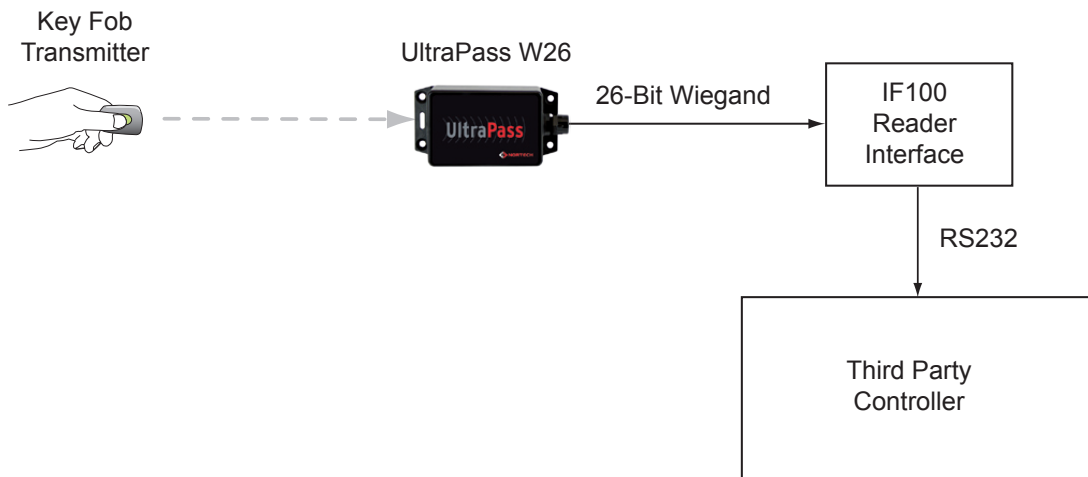 Key Fob
Transmitter
UltraPass W26
26-Bit Wiegand
IF100
Reader
Interface
UltraPass
RS232
Third Party
Controller